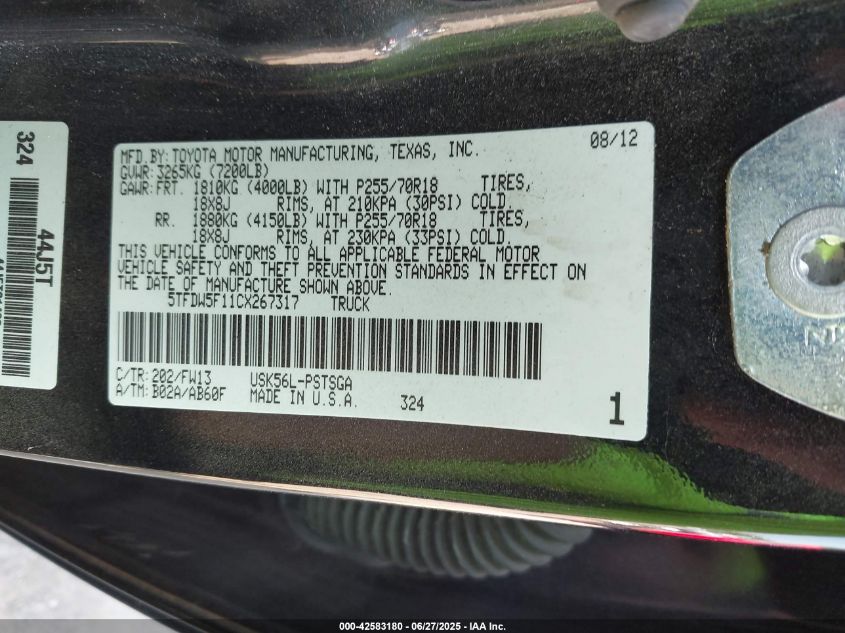 MFD.BY: TOYOTA MOTOR MANUFACTURING, TEXAS, INC. 08/12
GVWR: 3265KG (7200LB)
GAWR: FRT. 1810KG (4000LB) WITH P255/70R18 TIRES,
18X8J RIMS, AT 210KPA (30PSI) COLD.
RR. 1880KG (4150LB) WITH P255/70R18 TIRES,
18X8J RIMS, AT 230KPA (33PSI) COLD.
THIS VEHICLE CONFORMS TO ALL APPLICABLE FEDERAL MOTOR
VEHICLE SAFETY AND THEFT PREVENTION STANDARDS IN EFFECT ON
THE DATE OF MANUFACTURE SHOWN ABOVE.
5TFDW5F11CX267317 TRUCK
C/TR: 202/FW13 USK56L-PSTSGA
A/TM: B02A/AB60F MADE IN U.S.A. 324 1
324
44J5T
000-42583180 - 06/27/2025 - IAA Inc.